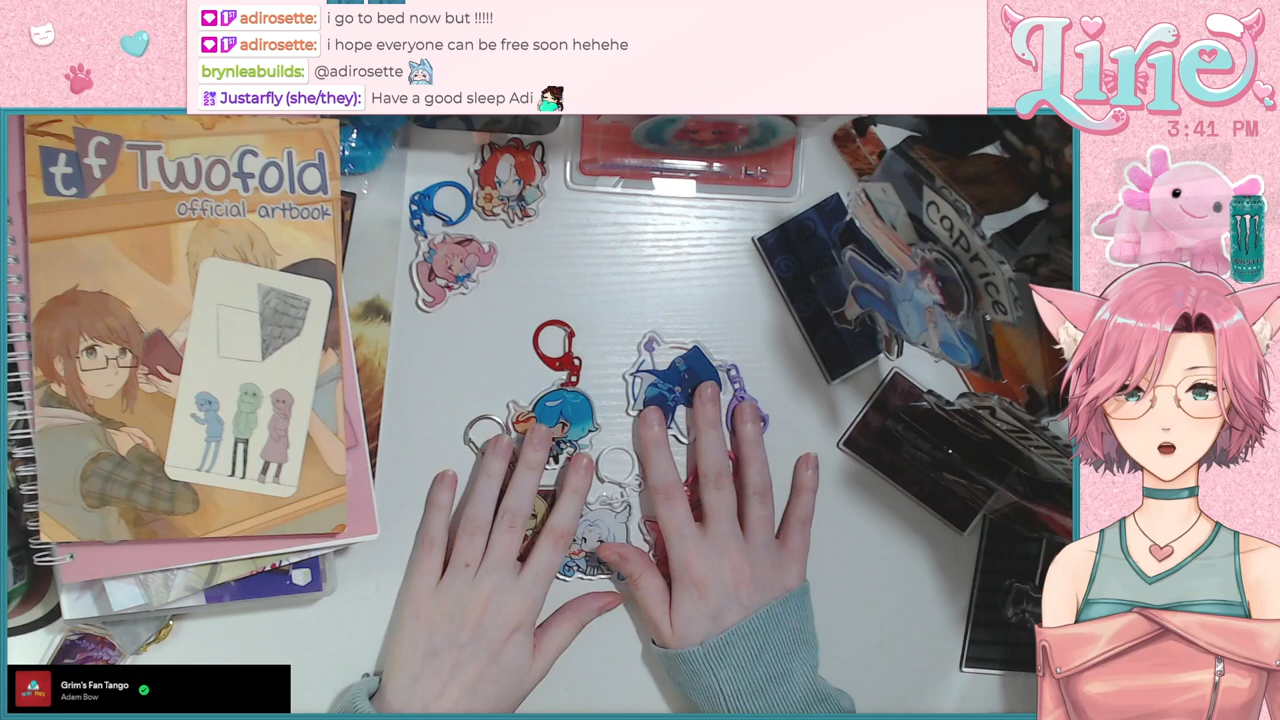 adirosette: i go to bed now but !!!!!
adirosette: i hope everyone can be free soon hehehe
brynleabuilds: @adirosette
Justarfly (she/they): Have a good sleep Adi
Lirie
3:41 PM
tf Twofold
official artbook
caprice
Grim's Fan Tango
Adam Bow